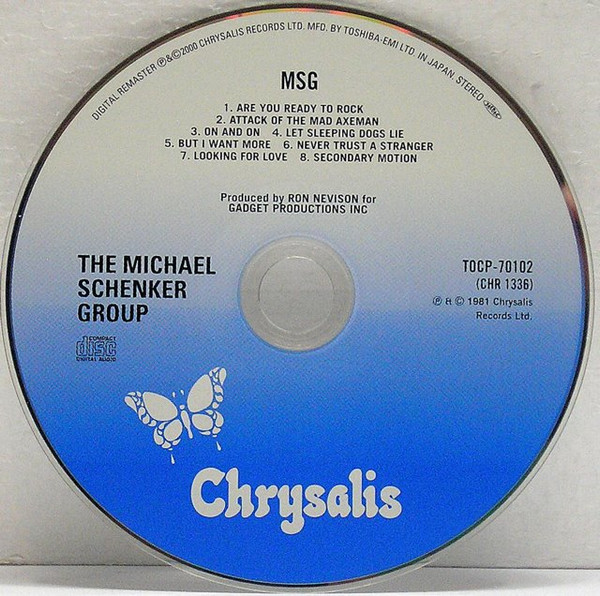 DIGITAL REMASTER ℗&©2000 CHRYSALIS RECORDS LTD. MFD. BY TOSHIBA-EMI LTD. IN JAPAN STEREO
MSG
1. ARE YOU READY TO ROCK
2. ATTACK OF THE MAD AXEMAN
3. ON AND ON 4. LET SLEEPING DOGS LIE
5. BUT I WANT MORE 6. NEVER TRUST A STRANGER
7. LOOKING FOR LOVE 8. SECONDARY MOTION
Produced by RON NEVISON for
GADGET PRODUCTIONS INC
THE MICHAEL
SCHENKER
GROUP
TOCP-70102
(CHR 1336)
℗ & © 1981 Chrysalis
Records Ltd.
COMPACT
disc
DIGITAL AUDIO
Chrysalis